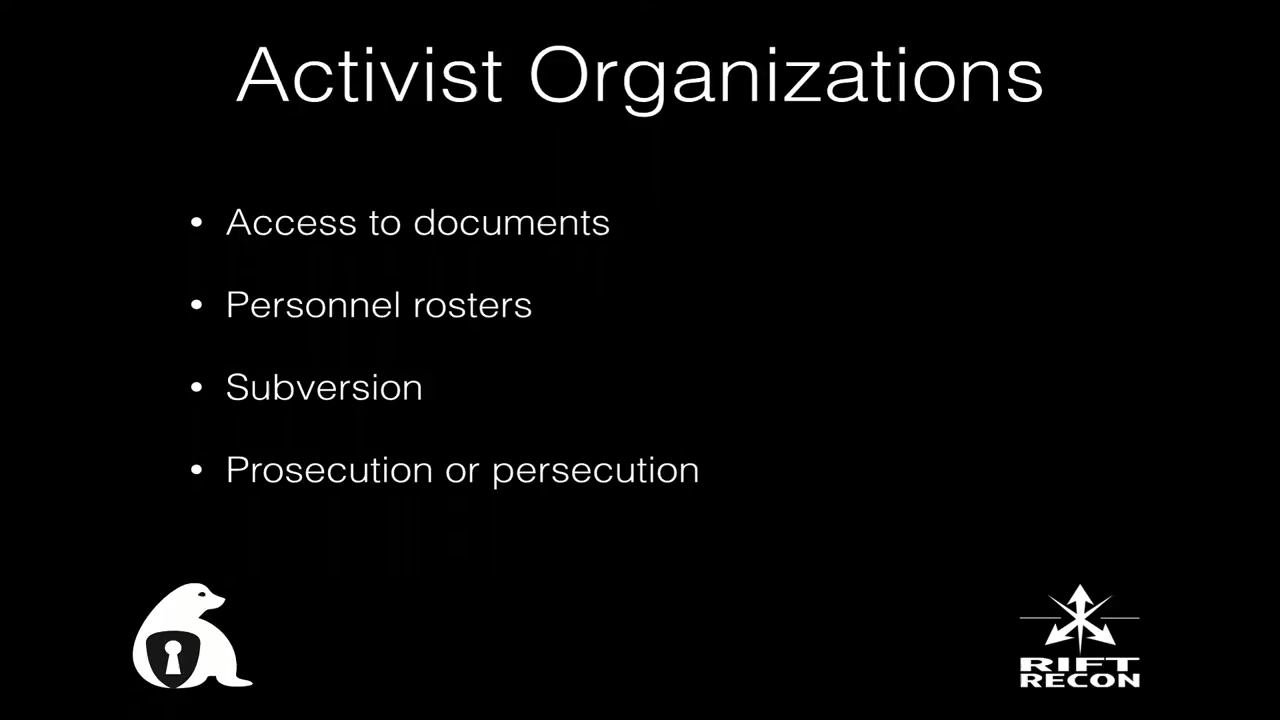 Activist Organizations
• Access to documents
• Personnel rosters
• Subversion
• Prosecution or persecution
RIFT
RECON